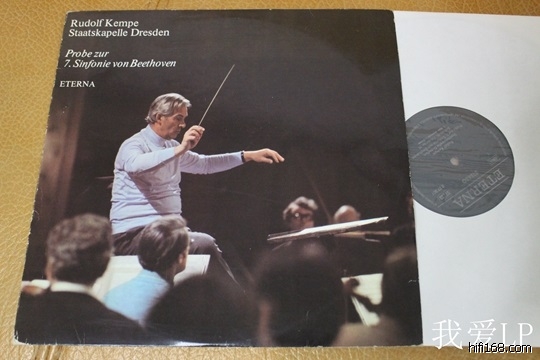 Rudolf Kempe
Staatskapelle Dresden
Probe zur
7. Sinfonie von Beethoven
ETERNA
ETERNA
我爱LP
hifi168.com